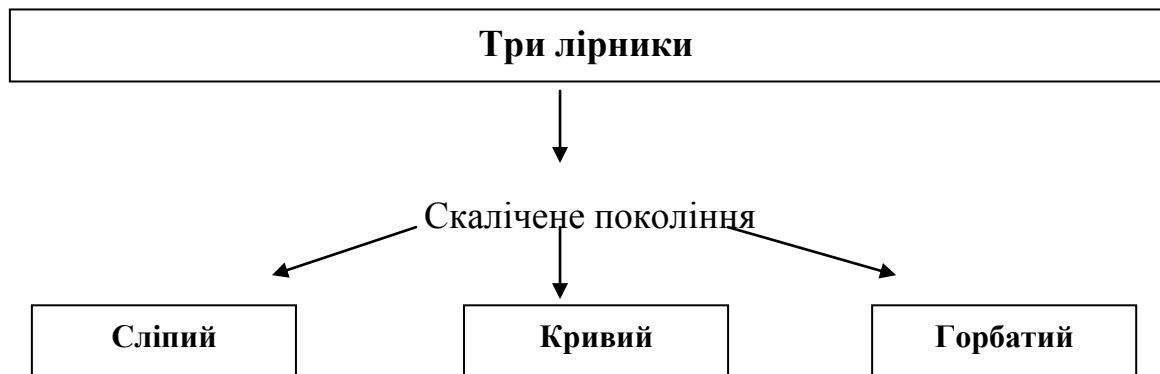 Три лірники
Скалічене покоління
Сліпий
Кривий
Горбатий